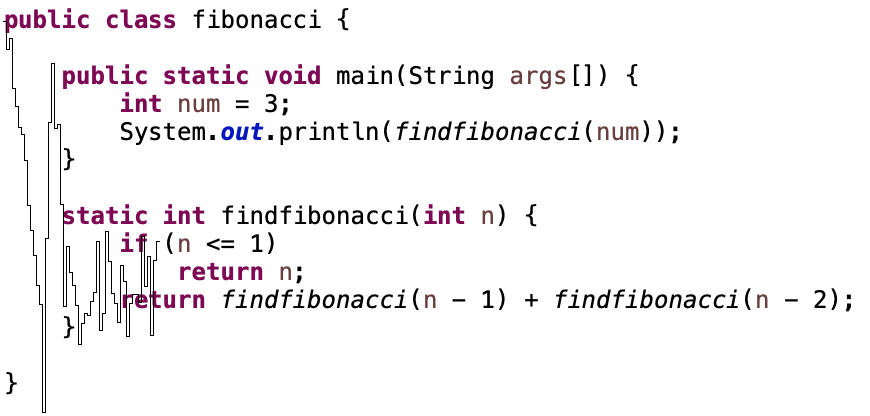 public class fibonacci {
public static void main(String args[]) {
int num = 3;
System.out.println(findfibonacci(num));
}
static int findfibonacci(int n) {
if (n <= 1)
return n;
return findfibonacci(n - 1) + findfibonacci(n - 2);
}
}